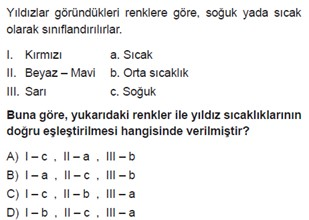 Yıldızlar göründükleri renklere göre, soğuk yada sıcak
olarak sınıflandırılırlar.
I. Kırmızı a. Sıcak
II. Beyaz – Mavi b. Orta sıcaklık
III. Sarı c. Soğuk
Buna göre, yukarıdaki renkler ile yıldız sıcaklıklarının
doğru eşleştirilmesi hangisinde verilmiştir?
A) I – c , II – a , III – b
B) I – a , II – c , III – b
C) I – c , II – b , III – a
D) I – b , II – c , III – a